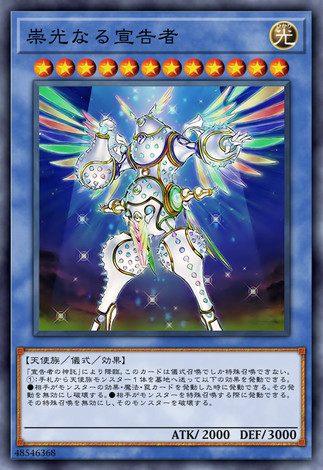 崇光なる宣告者
光
【天使族／儀式／効果】
「宣告者の神託」により降臨。このカードは儀式召喚でしか特殊召喚できない。
①：手札から天使族モンスター１体を墓地へ送って以下の効果を発動できる。
●相手がモンスターの効果・魔法・罠カードを発動した時に発動できる。その発
動を無効にし破壊する。●相手がモンスターを特殊召喚する際に発動できる。
その特殊召喚を無効にし、そのモンスターを破壊する。
ATK/ 2000 DEF/3000
48546368